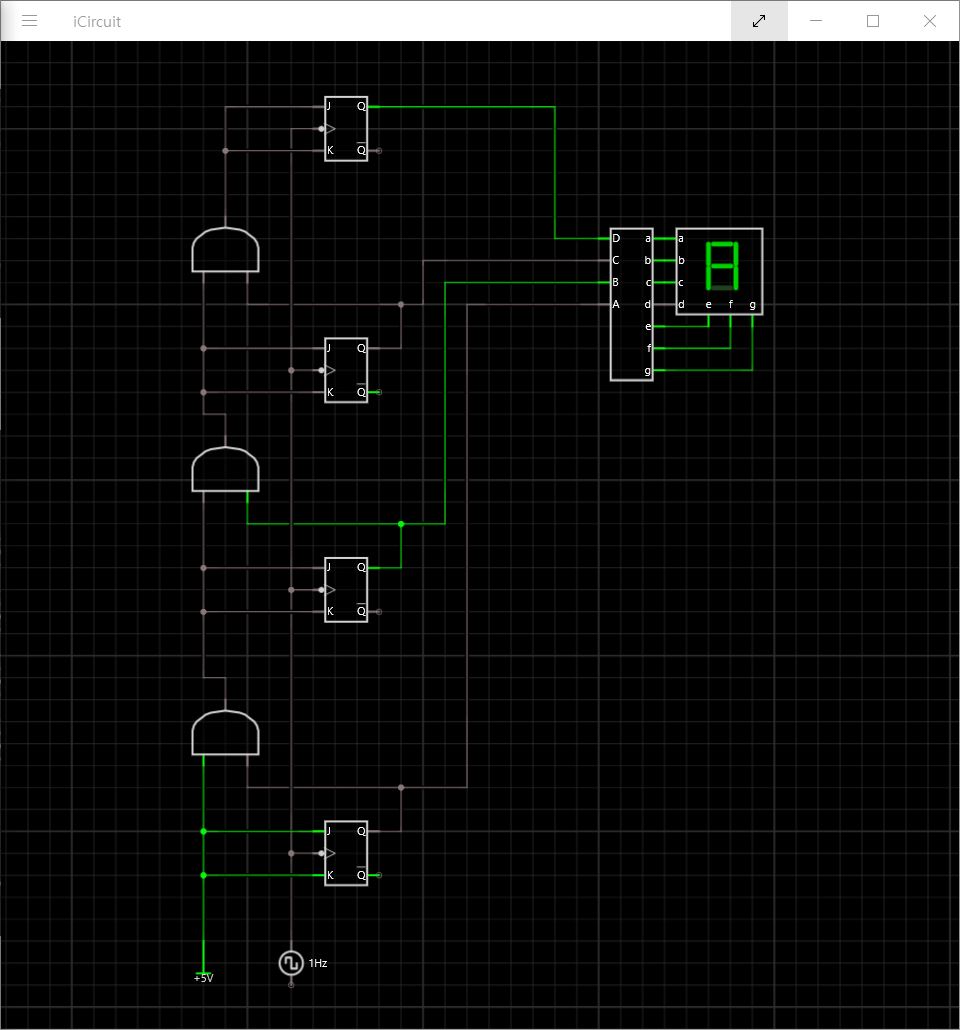 iCircuit
J Q
K Q
D a a
C b b
B c c
A d d e f g
e
f
g
J Q
K Q
J Q
K Q
J Q
K Q
1Hz
+5V
A